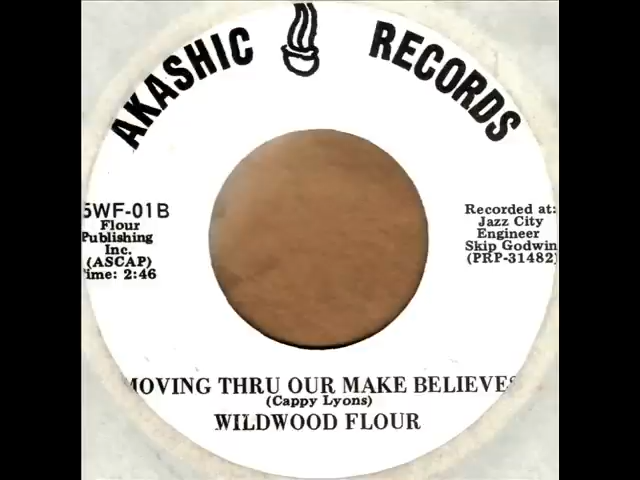 AKASHIC RECORDS
5WF-01B
Flour
Publishing
Inc.
(ASCAP)
ime: 2:46
Recorded at:
Jazz City
Engineer
Skip Godwin
(PRP-31482)
MOVING THRU OUR MAKE BELIEVES
(Cappy Lyons)
WILDWOOD FLOUR